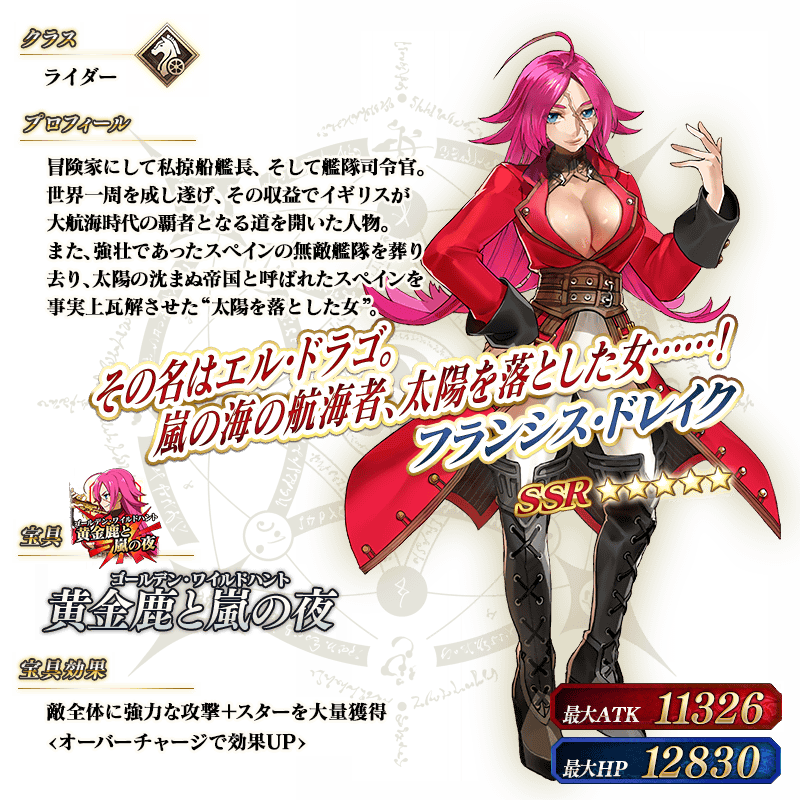 クラス
ライダー
プロフィール
冒険家にして私掠船艦長、そして艦隊司令官。
世界一周を成し遂げ、その収益でイギリスが
大航海時代の覇者となる道を開いた人物。
また、強壮であったスペインの無敵艦隊を葬り
去り、太陽の沈まぬ帝国と呼ばれたスペインを
事実上瓦解させた“太陽を落とした女”。
その名はエル・ドラゴ。
嵐の海の航海者、太陽を落とした女……！
フランシス・ドレイク
SSR ☆☆☆☆☆
宝具
ゴールデン・ワイルドハント
黄金鹿と
嵐の夜
ゴールデン・ワイルドハント
黄金鹿と嵐の夜
宝具効果
敵全体に強力な攻撃＋スターを大量獲得
<オーバーチャージで効果UP>
最大ATK 11326
最大HP 12830